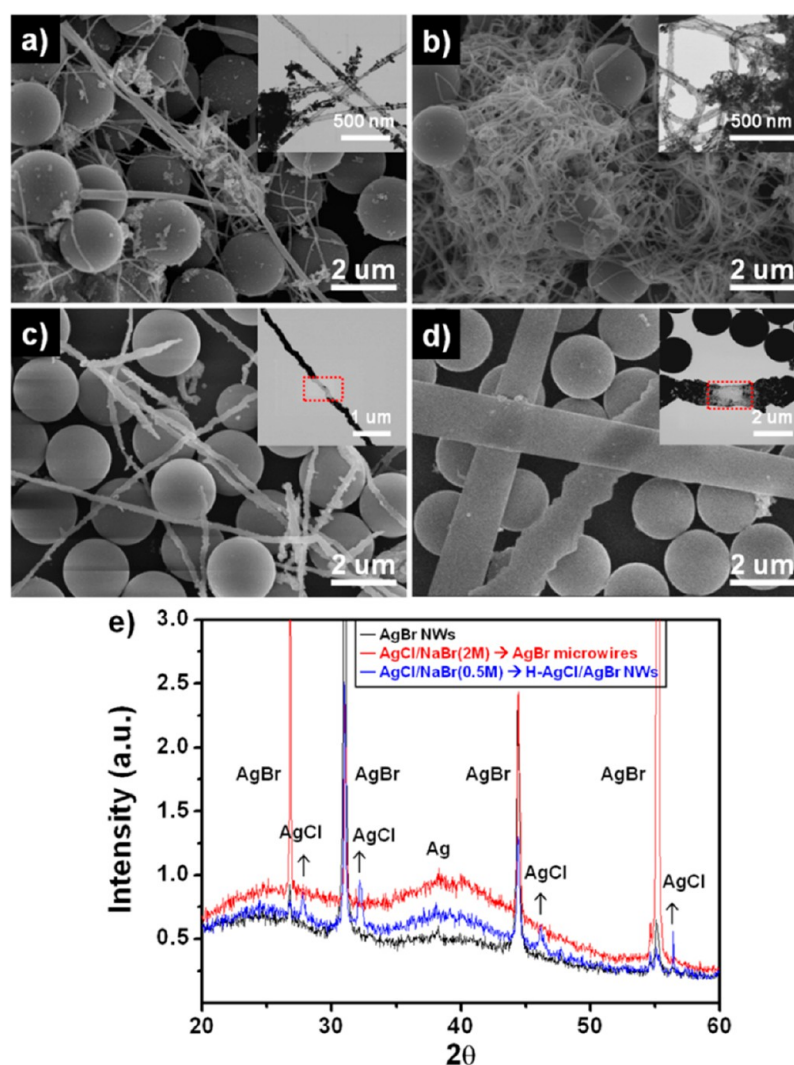 a)
500 nm
2 um
b)
500 nm
2 um
c)
1 um
2 um
d)
2 um
2 um
e)
AgBr NWs
AgCl/NaBr(2M) → AgBr microwires
AgCl/NaBr(0.5M) → H-AgCl/AgBr NWs
AgBr
AgBr
AgBr
AgBr
AgCl
AgCl
Ag
AgCl
AgCl
Intensity (a.u.)
3.0
2.5
2.0
1.5
1.0
0.5
20 30 40 50 60
2θ